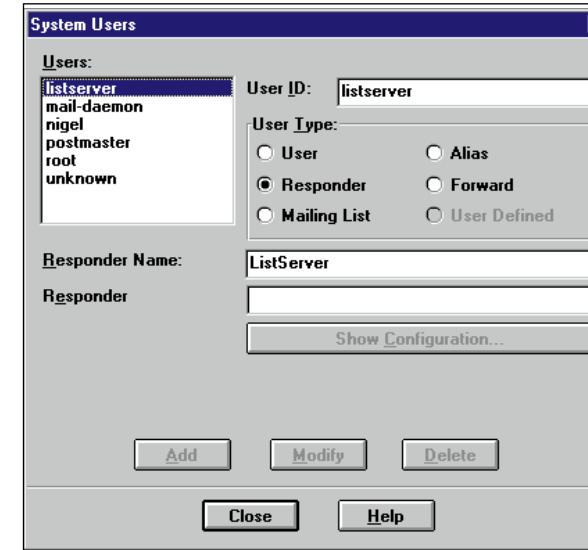 System Users
Users:
listserver
mail-daemon
nigel
postmaster
root
unknown
User ID:
listserver
User Type:
User
Alias
Responder
Forward
Mailing List
User Defined
Responder Name:
ListServer
Responder
Show Configuration...
Add
Modify
Delete
Close
Help